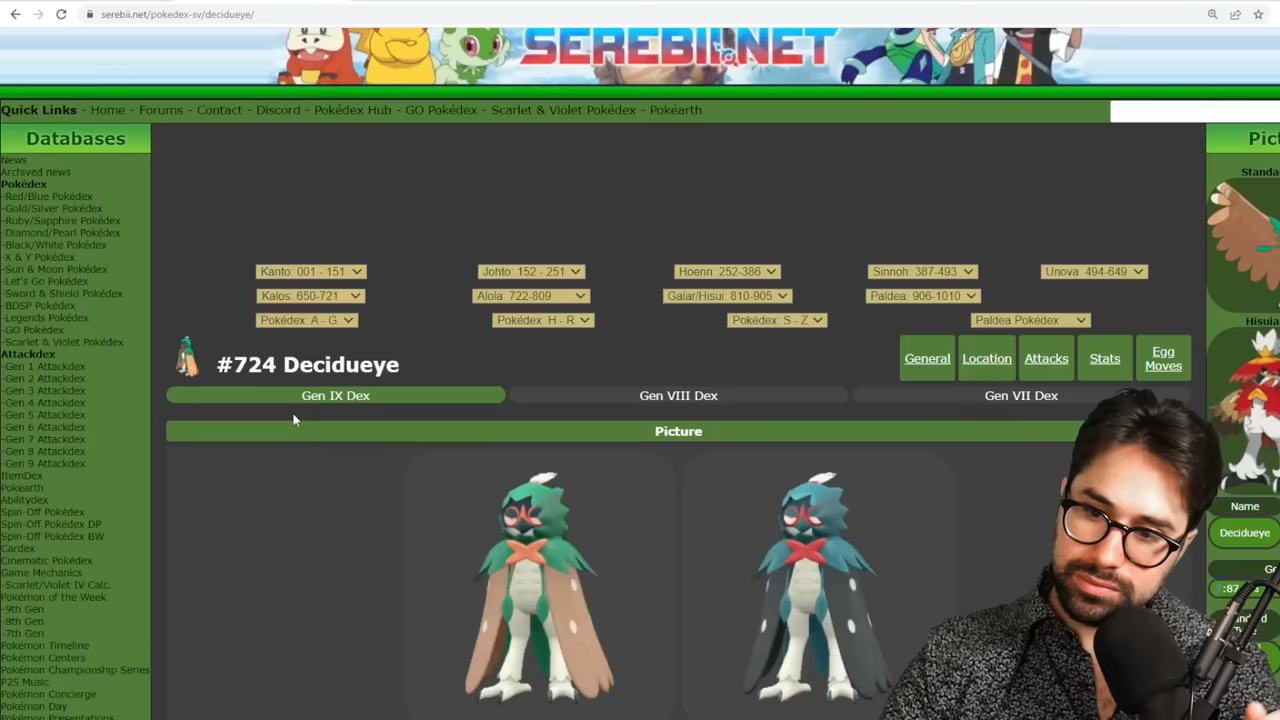 serebii.net/pokedex-sv/decidueye/
SEREBII.NET
Quick Links - Home - Forums - Contact - Discord - Pokédex Hub - GO Pokédex - Scarlet & Violet Pokédex - Pokéarth
Databases
News
Archived news
Pokédex
-Red/Blue Pokédex
-Gold/Silver Pokédex
-Ruby/Sapphire Pokédex
-Diamond/Pearl Pokédex
-Black/White Pokédex
-X & Y Pokédex
-Sun & Moon Pokédex
-Let's Go Pokédex
-Sword & Shield Pokédex
-BDSP Pokédex
-Legends Pokédex
-GO Pokédex
-Scarlet & Violet Pokédex
Attackdex
-Gen 1 Attackdex
-Gen 2 Attackdex
-Gen 3 Attackdex
-Gen 4 Attackdex
-Gen 5 Attackdex
-Gen 6 Attackdex
-Gen 7 Attackdex
-Gen 8 Attackdex
-Gen 9 Attackdex
ItemDex
Pokéarth
Abilitydex
Spin-Off Pokédex
Spin-Off Pokédex DP
Spin-Off Pokédex BW
Cardex
Cinematic Pokédex
Game Mechanics
-Scarlet/Violet IV Calc.
Pokémon of the Week
-9th Gen
-8th Gen
-7th Gen
Pokémon Timeline
Pokémon Centers
Pokémon Championship Series
P25 Music
Pokémon Concierge
Pokémon Day
Pokémon Presentations
Kanto: 001 - 151
Johto: 152 - 251
Hoenn: 252-386
Sinnoh: 387-493
Unova: 494-649
Kalos: 650-721
Alola: 722-809
Galar/Hisui: 810-905
Paldea: 906-1010
Pokédex: A - G
Pokédex: H - R
Pokédex: S - Z
Paldea Pokédex
#724 Decidueye
General
Location
Attacks
Stats
Egg Moves
Gen IX Dex
Gen VIII Dex
Gen VII Dex
Picture
Pic
Standa
Hisuia
Name
Decidueye